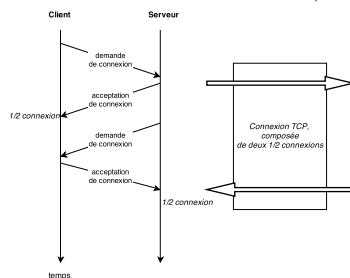 Client
Serveur
demande
de connexion
acceptation
de connexion
1/2 connexion
demande
de connexion
acceptation
de connexion
1/2 connexion
temps
Connexion TCP,
composée
de deux 1/2 connexions